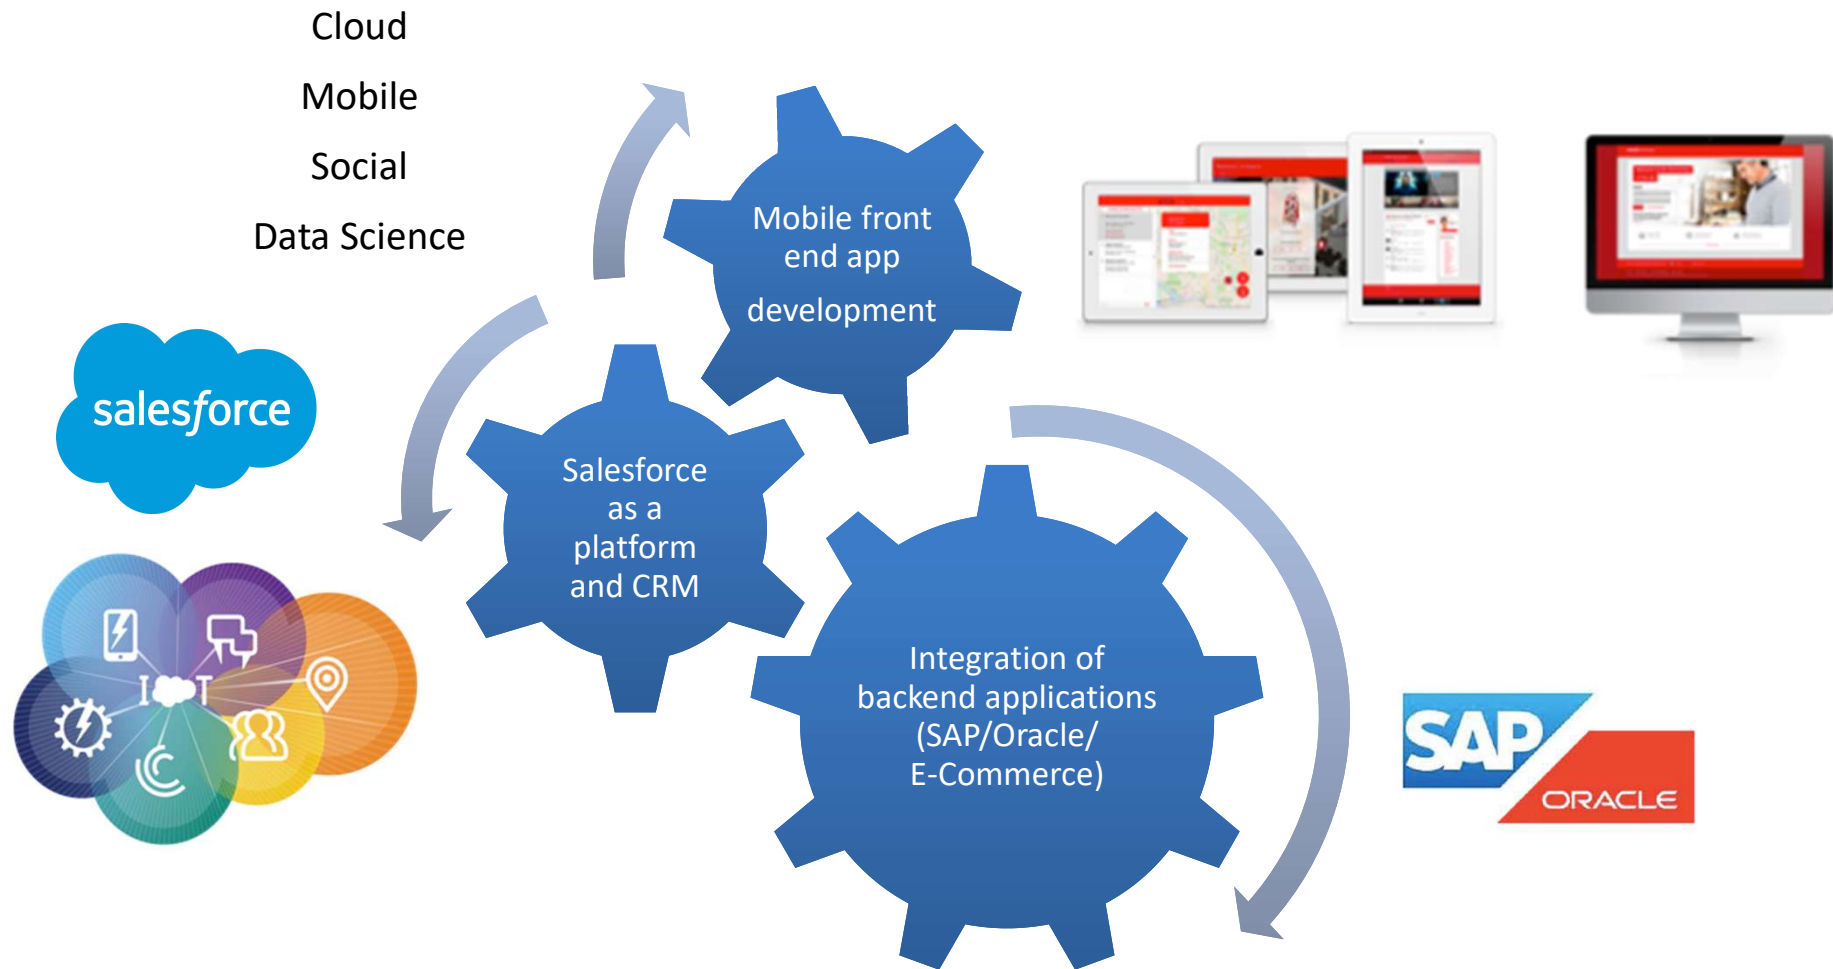 Cloud
Mobile
Social
Data Science
Mobile front
end app
development
salesforce
Salesforce
as a
platform
and CRM
I T
Integration of
backend applications
(SAP/Oracle/
E-Commerce)
SAP
ORACLE